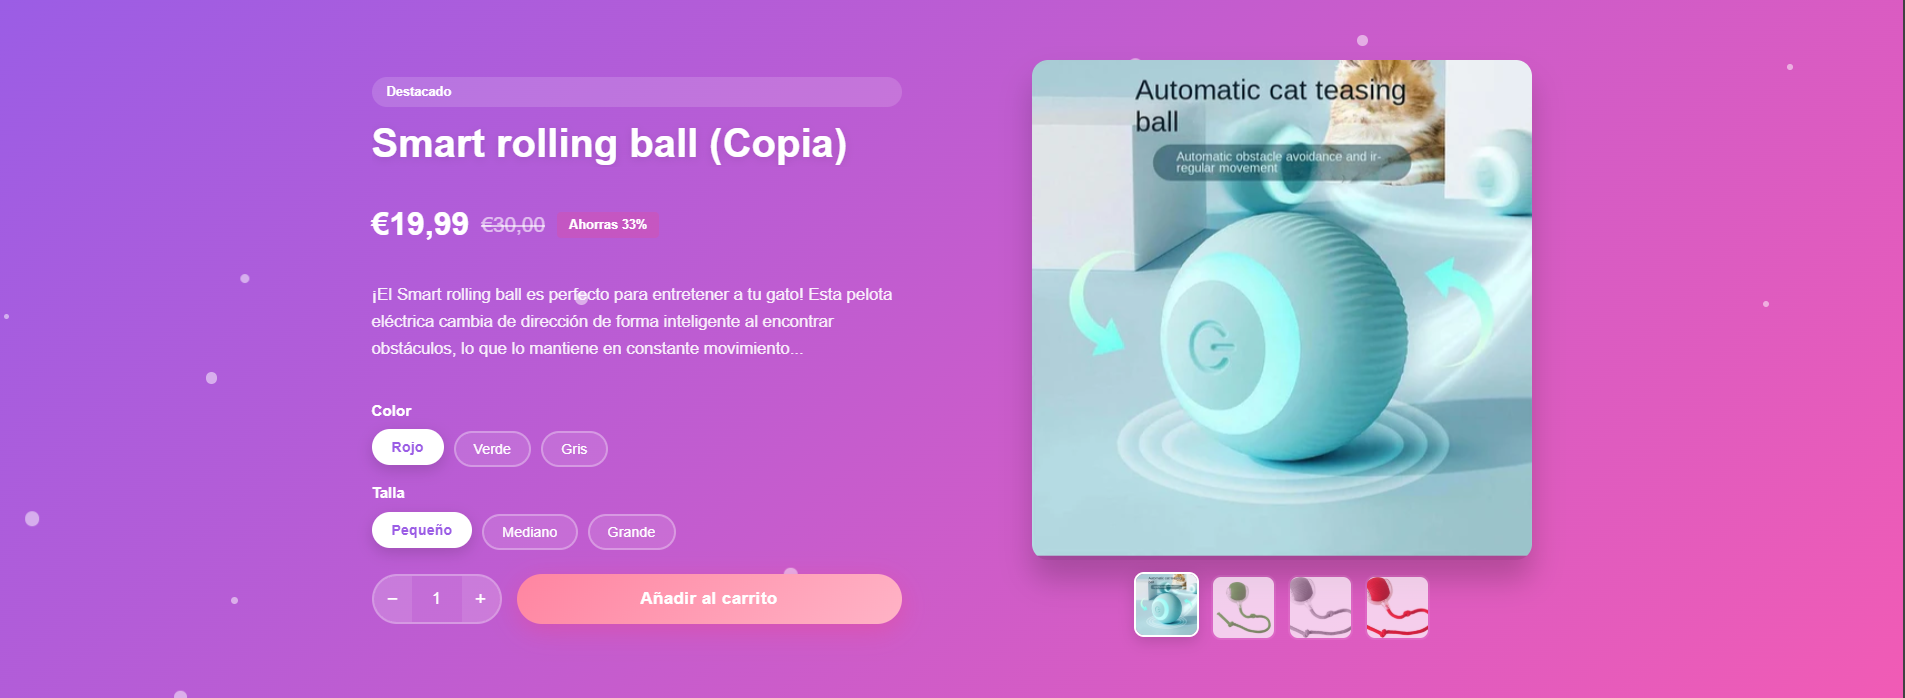 Destacado
Smart rolling ball (Copia)
€19,99 €30,00 Ahorras 33%
¡El Smart rolling ball es perfecto para entretener a tu gato! Esta pelota
eléctrica cambia de dirección de forma inteligente al encontrar
obstáculos, lo que lo mantiene en constante movimiento...
Color
Rojo Verde Gris
Talla
Pequeño Mediano Grande
− 1 + Añadir al carrito
Automatic cat teasing
ball
Automatic obstacle avoidance and ir-
regular movement